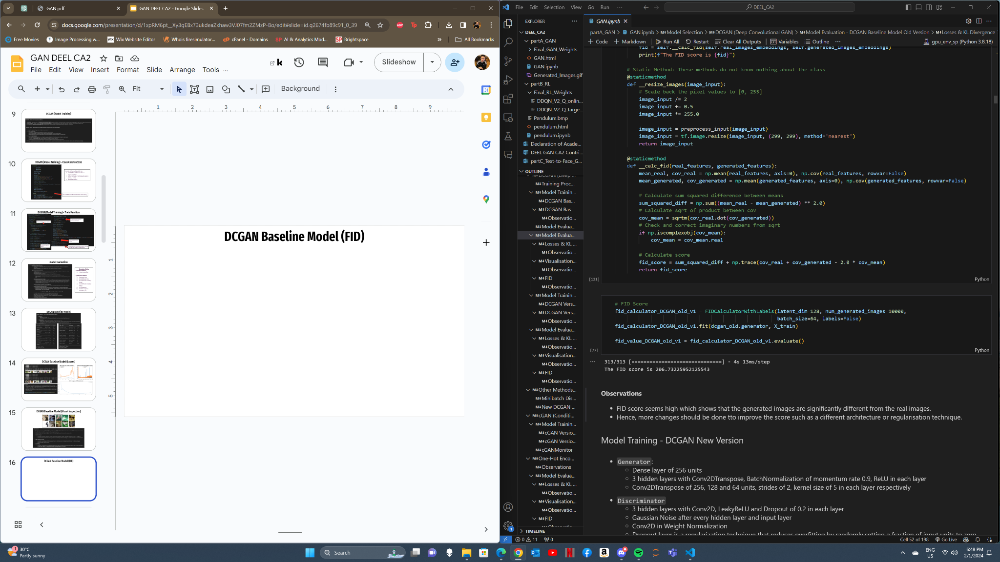 GAN.pdf
GAN DEEL CA2 - Google Slides
docs.google.com/presentation/d/1xpRM6pt__Xy3gEBx73ukdeaZxhaw3VJ07fm2ZMzP-Bo/edit#slide=id.g2674fb89c91_0_39
Free Movies
Image Processing w...
Wix Website Editor
Whois firesimulator...
cPanel - Domains
AI & Analytics Mod...
Brightspace
All Bookmarks
GAN DEEL CA2
File Edit View Insert Format Slide Arrange Tools ...
Slideshow
Fit
Background
1 2 3 4 5 6 7 8 9
9
DCGAN (Model Training)
10
DCGAN (Model Training) - Class Constructors
11
DCGAN (Model Training) - Train Function
12
Model Evaluation
13
DCGAN Baseline Model
14
DCGAN Baseline Model (Losses)
15
DCGAN Baseline Model (Visual Inspection)
16
DCGAN Baseline Model (FID)
1
2
3
4
5
DCGAN Baseline Model (FID)
File Edit Selection View Go Run ...
DEEL_CA2
EXPLORER
DEEL_CA2
partA_GAN
Final_GAN_Weights
GAN.html
GAN.ipynb
Generated_Images.gif
partB_RL
Final_RL_Weights
DDQN_V2_Q_onlin...
DDQN_V2_Q_targe...
Pendulum.bmp
pendulum.html
pendulum.ipynb
Declaration of Acade...
DEEL GAN CA2 Contri...
partC_Text-to-Face_G...
OUTLINE
DCGAN (Deep ...
Training Proc...
Model Trainin...
DCGAN Bas...
DCGAN Bas...
Observatio...
Model Evalua...
Model Evalua...
Losses & KL ...
Observatio...
Visualisation...
Observatio...
FID
Observatio...
Model Trainin...
DCGAN Vers...
DCGAN Vers...
Observatio...
Model Evalua...
Losses & KL ...
Observatio...
Visualisation...
Observatio...
FID
Observatio...
Other Methods...
Minibatch Dis...
New DCGAN ...
cGAN (Conditi...
Model Trainin...
cGAN Versio...
cGAN Versio...
cGANMonitor
One-Hot Enco...
Observations
Model Evalua...
Losses & KL ...
Observatio...
Visualisation...
Observatio...
FID
TIMELINE
GAN.ipynb
partA_GAN > GAN.ipynb > Model Selection > DCGAN (Deep Convolutional GAN) > Model Evaluation - DCGAN Baseline Model Old Version > Losses & KL Divergence
+ Code + Markdown Run All Restart Clear All Outputs Variables Outline ... gpu_env_sp (Python 3.8.18)
fid = self.__calc_fid(self.real_images_embeddings, self.generated_images_embeddings)
print(f"The FID score is {fid}")
# Static Method: These methods do not know nothing about the class
@staticmethod
def __resize_images(image_input):
# Scale back the pixel values to [0, 255]
image_input /= 2
image_input += 0.5
image_input *= 255.0
image_input = preprocess_input(image_input)
image_input = tf.image.resize(image_input, (299, 299), method='nearest')
return image_input
@staticmethod
def __calc_fid(real_features, generated_features):
mean_real, cov_real = np.mean(real_features, axis=0), np.cov(real_features, rowvar=False)
mean_generated, cov_generated = np.mean(generated_features, axis=0), np.cov(generated_features, rowvar=False)
# Calculate sum squared difference between means
sum_squared_diff = np.sum((mean_real - mean_generated) ** 2.0)
# Calculate sqrt of product between cov
cov_mean = sqrtm(cov_real.dot(cov_generated))
# Check and correct imaginary numbers from sqrt
if np.iscomplexobj(cov_mean):
cov_mean = cov_mean.real
# Calculate score
fid_score = sum_squared_diff + np.trace(cov_real + cov_generated - 2.0 * cov_mean)
return fid_score
[121] Python
# FID Score
fid_calculator_DCGAN_old_v1 = FIDCalculatorWithLabels(latent_dim=128, num_generated_images=10000,
batch_size=64, labels=False)
fid_calculator_DCGAN_old_v1.fit(dcgan_old.generator, X_train)
fid_value_DCGAN_old_v1 = fid_calculator_DCGAN_old_v1.evaluate()
[77] Python
... 313/313 [==============================] - 4s 13ms/step
The FID score is 206.73225952125543
Observations
• FID score seems high which shows that the generated images are significantly different from the real images.
• Hence, more changes should be done tto improve the score such as a different architecture or regularisation technique.
Model Training - DCGAN New Version
• Generator:
Dense layer of 256 units
3 hidden layers with Conv2DTranspose, BatchNormalization of momentum rate 0.9, ReLU in each layer
Conv2DTranspose of 256, 128 and 64 units, strides of 2, kernel size of 5 in each layer respectively
• Discriminator
3 hidden layers with Conv2D, LeakyReLU and Dropout of 0.2 in each layer
Gaussian Noise after every hidden layer and input layer
Conv2D in Weight Normalization
Dropout layer is a regularization technique that reduces overfitting by randomly setting a fraction of input units to zero
0 11 0
Cell 52 of 198 Go Live
30°C
Partly sunny
Search
ENG
US
6:48 PM
2/1/2024